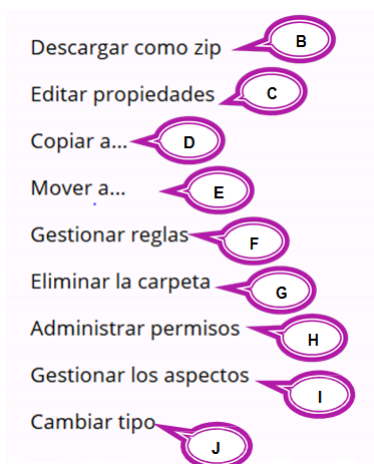 Descargar como zip B
Editar propiedades C
Copiar a... D
Mover a... E
Gestionar reglas F
Eliminar la carpeta G
Administrar permisos H
Gestionar los aspectos I
Cambiar tipo J